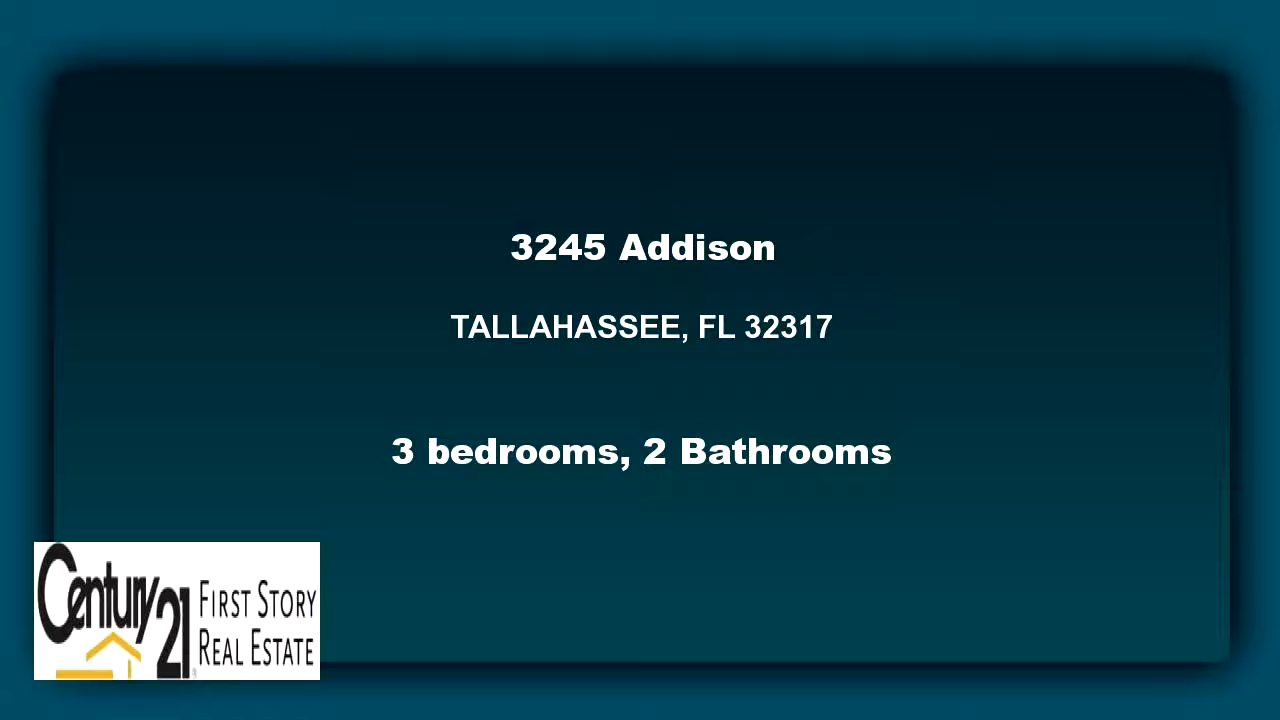 3245 Addison
TALLAHASSEE, FL 32317
3 bedrooms, 2 Bathrooms
Century 21
FIRST STORY
REAL ESTATE